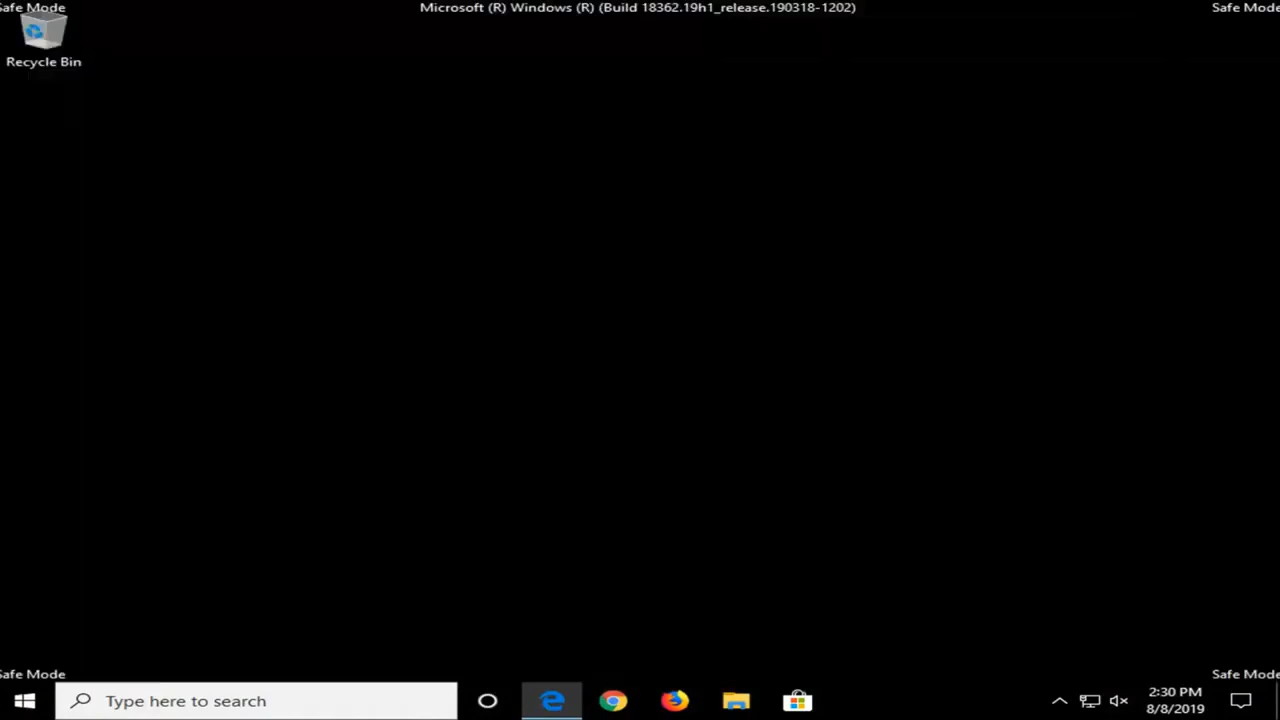 Safe Mode
Microsoft (R) Windows (R) (Build 18362.19h1_release.190318-1202)
Safe Mode
Recycle Bin
Safe Mode
Safe Mode
Type here to search
2:30 PM
8/8/2019